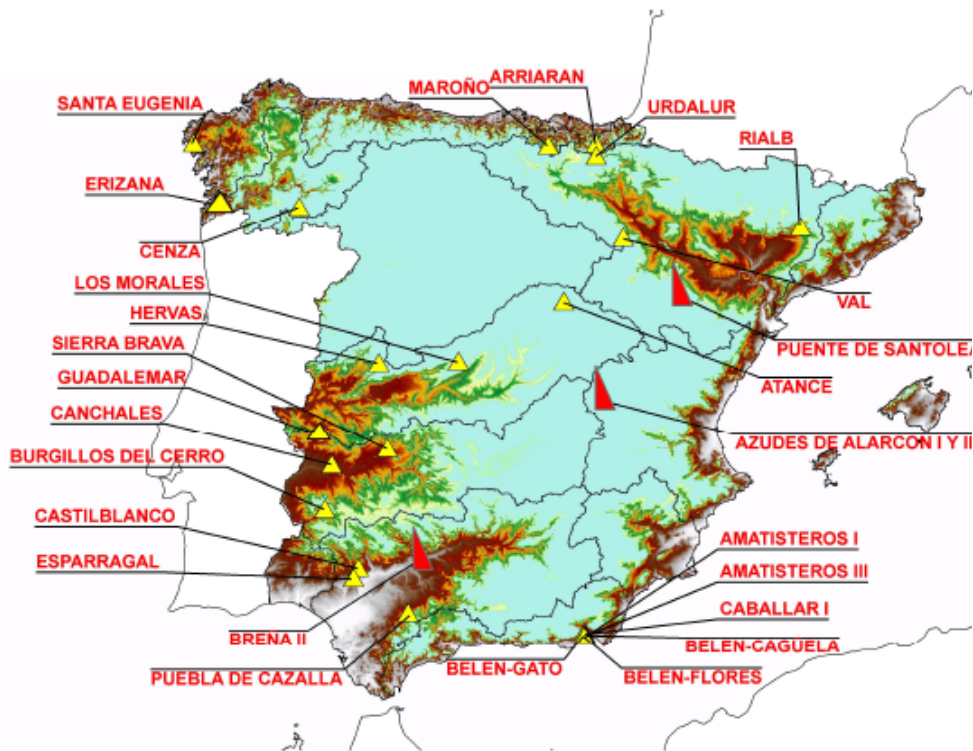 ARRIARAN
MAROÑO
SANTA EUGENIA
URDALUR
RIALB
ERIZANA
CENZA
LOS MORALES
VAL
HERVAS
SIERRA BRAVA
PUENTE DE SANTOLEA
GUADALEMAR
ATANCE
CANCHALES
AZUDES DE ALARCON I Y II
BURGILLOS DEL CERRO
CASTILBLANCO
AMATISTEROS I
ESPARRAGAL
AMATISTEROS III
CABALLAR I
BREÑA II
BELEN-CAGUELA
BELEN-GATO
PUEBLA DE CAZALLA
BELEN-FLORES